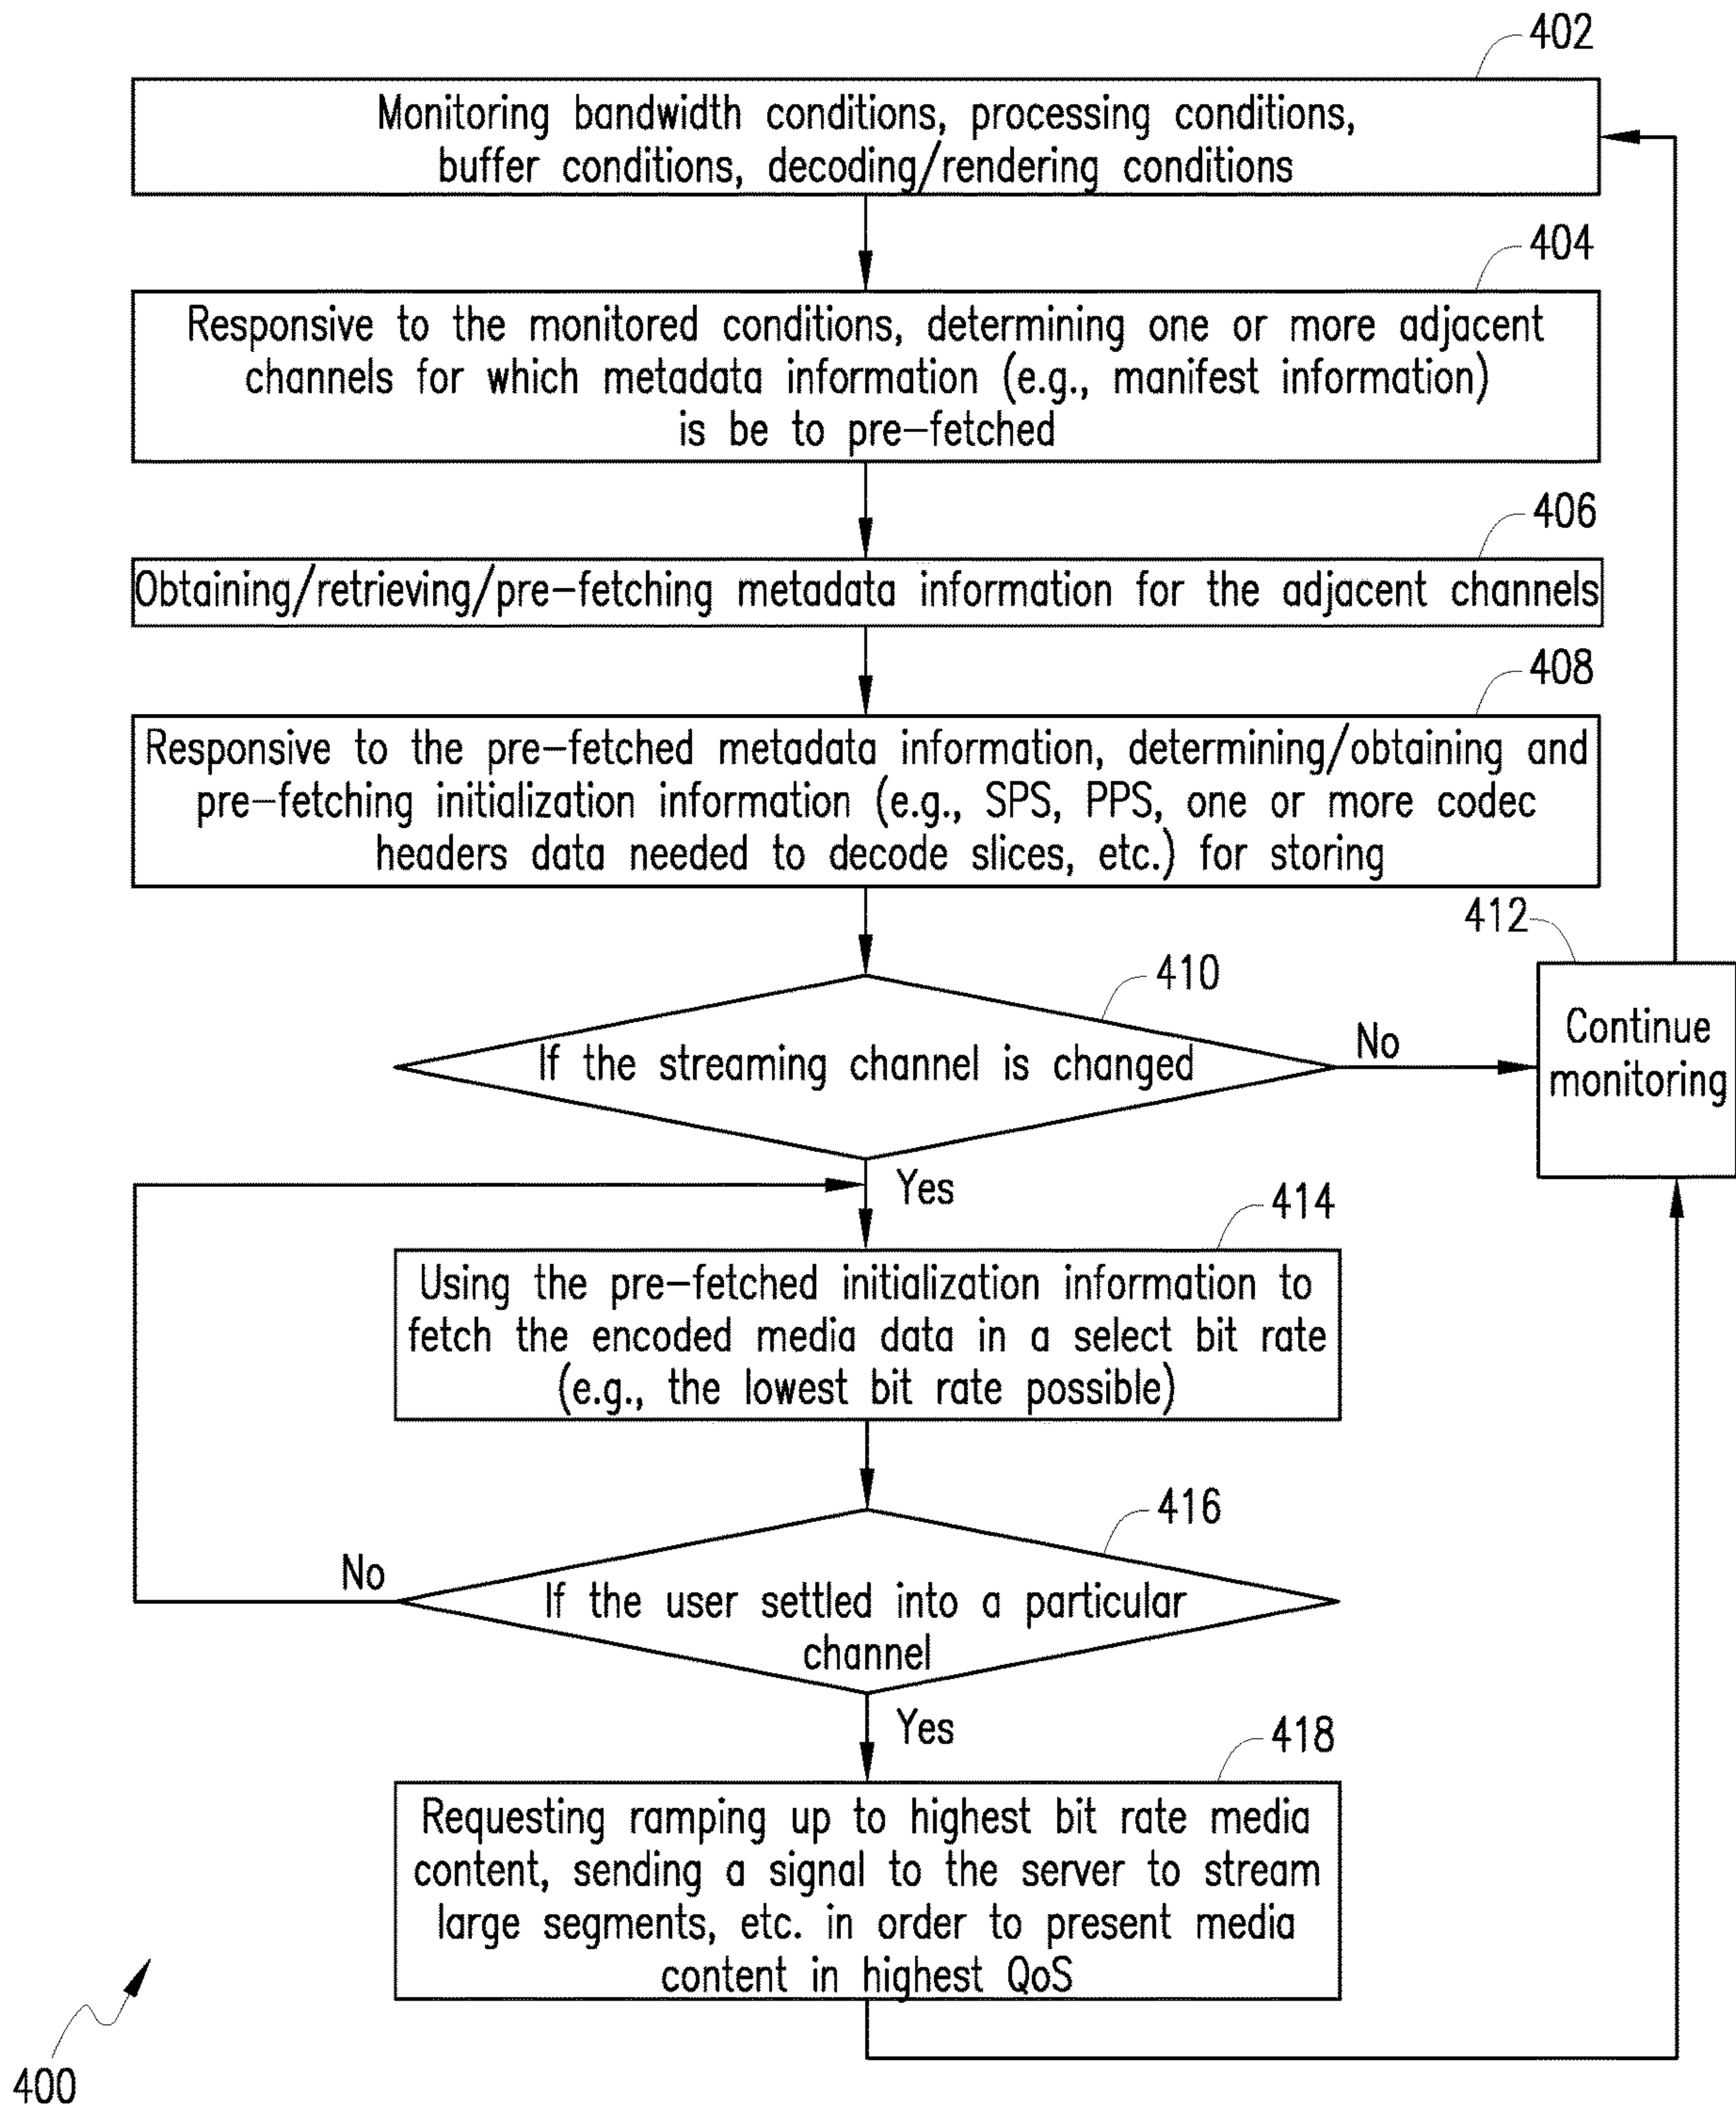 402
Monitoring bandwidth conditions, processing conditions,
buffer conditions, decoding/rendering conditions
404
Responsive to the monitored conditions, determining one or more adjacent
channels for which metadata information (e.g., manifest information)
is be to pre-fetched
406
Obtaining/retrieving/pre-fetching metadata information for the adjacent channels
408
Responsive to the pre-fetched metadata information, determining/obtaining and
pre-fetching initialization information (e.g., SPS, PPS, one or more codec
headers data needed to decode slices, etc.) for storing
412
410
If the streaming channel is changed
No
Continue
monitoring
Yes
414
Using the pre-fetched initialization information to
fetch the encoded media data in a select bit rate
(e.g., the lowest bit rate possible)
416
No
If the user settled into a particular
channel
Yes
418
Requesting ramping up to highest bit rate media
content, sending a signal to the server to stream
large segments, etc. in order to present media
content in highest QoS
400